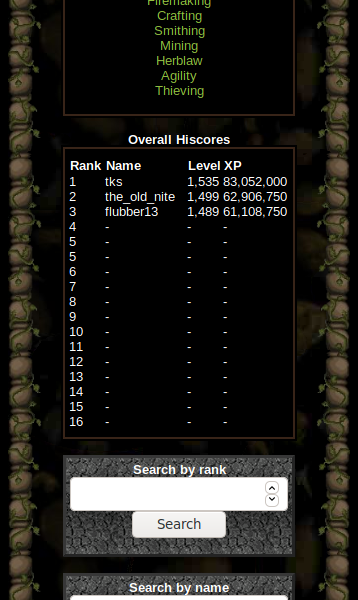 Firemaking
Crafting
Smithing
Mining
Herblaw
Agility
Thieving
Overall Hiscores
Rank Name Level XP
1 tks 1,535 83,052,000
2 the_old_nite 1,499 62,906,750
3 flubber13 1,489 61,108,750
4 - - -
5 - - -
5 - - -
6 - - -
7 - - -
8 - - -
9 - - -
10 - - -
11 - - -
12 - - -
13 - - -
14 - - -
15 - - -
16 - - -
Search by rank
Search
Search by name